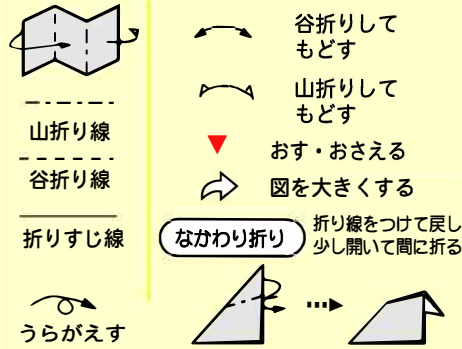 山折り線
谷折り線
折りすじ線
うらがえす
谷折りして
もどす
山折りして
もどす
おす・おさえる
図を大きくする
なかわり折り
折り線をつけて戻し
少し開いて間に折る